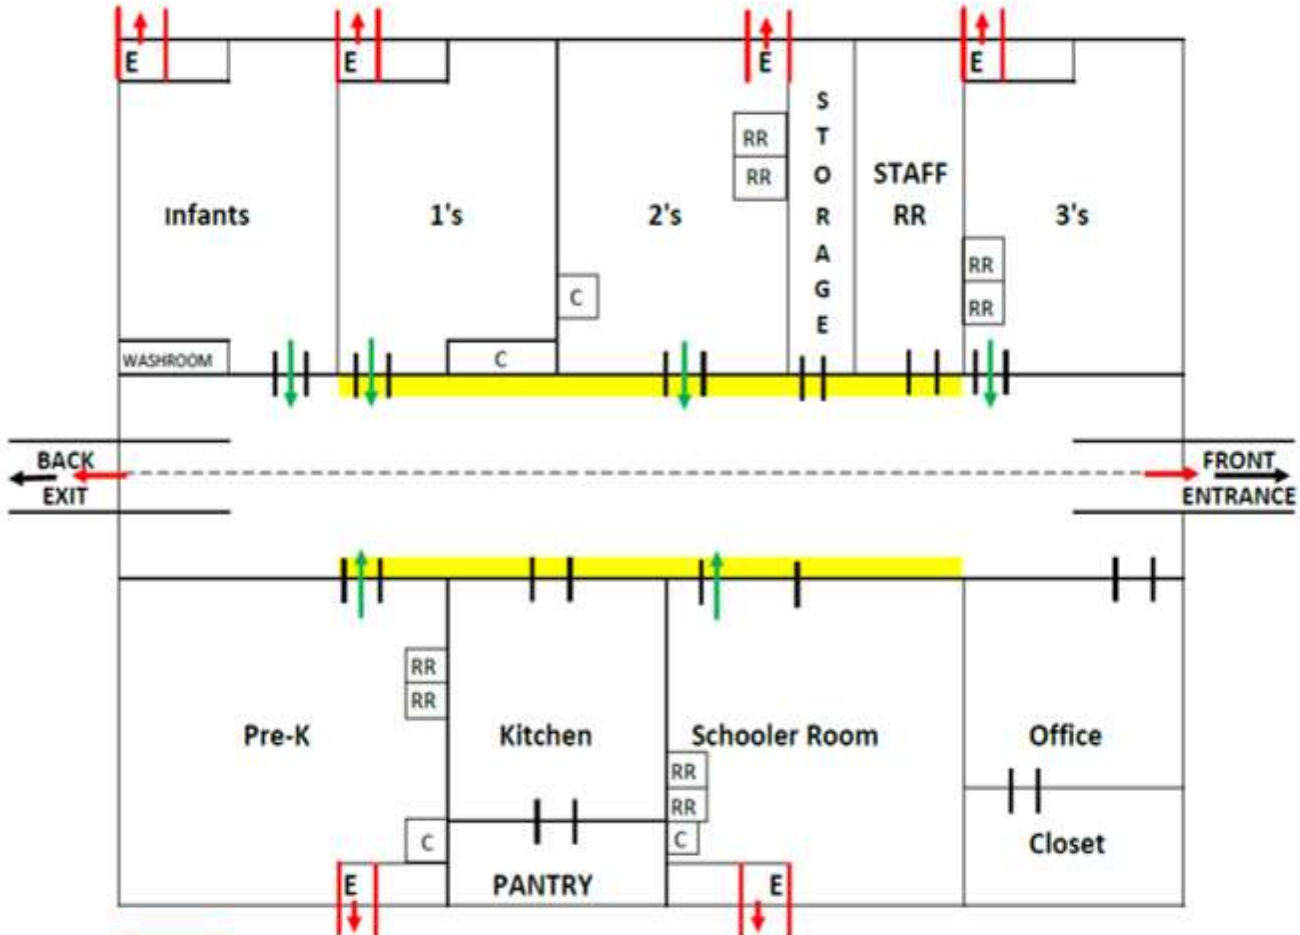 E
E
E
E
S
T
O
R
A
G
E
RR
RR
STAFF
RR
Infants
1's
2's
3's
RR
RR
C
WASHROOM
C
BACK
EXIT
FRONT
ENTRANCE
RR
RR
Pre-K
Kitchen
Schooler Room
Office
RR
RR
C
C
Closet
E
PANTRY
E